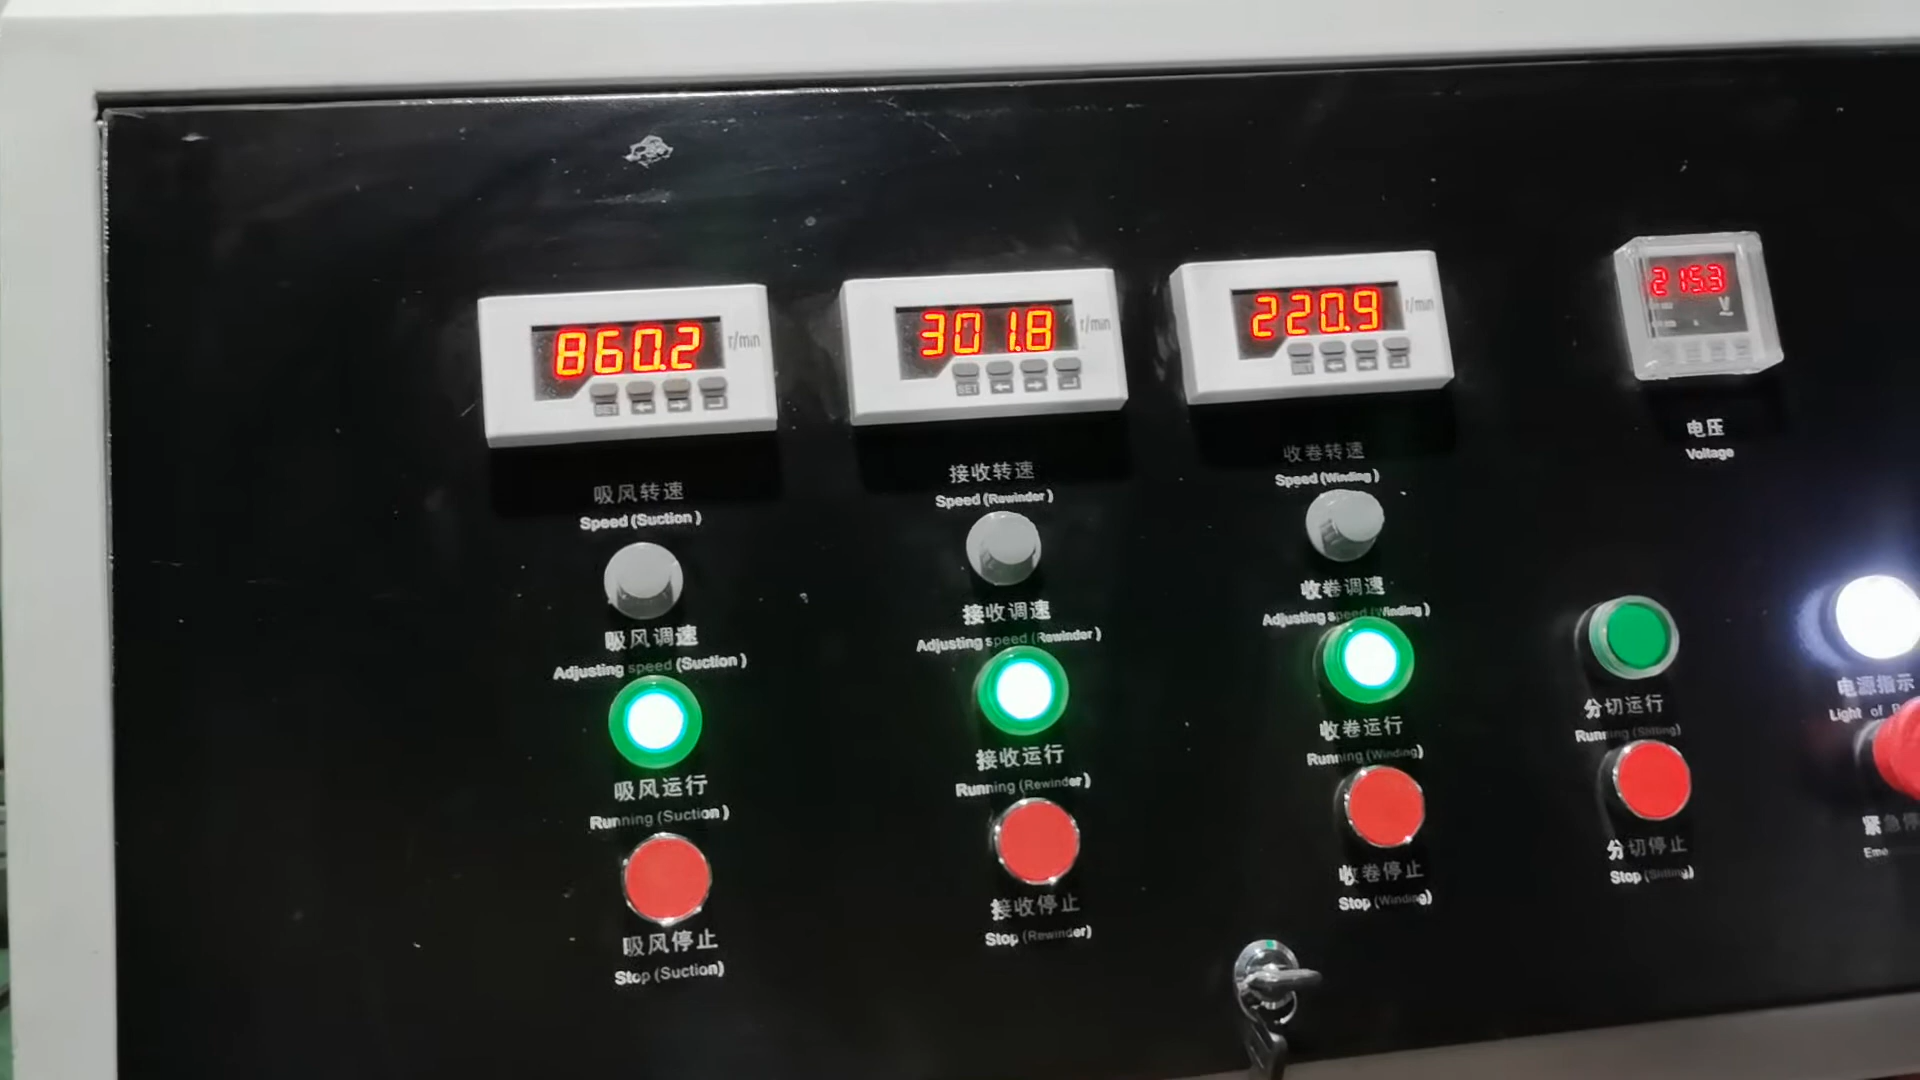 860.2
r/min
SET
301.8
r/min
SET
220.9
r/min
SET
215.3
V
吸风转速
Speed (Suction)
接收转速
Speed (Rewinder)
收卷转速
Speed (Winding)
电压
Voltage
吸风调速
Adjusting speed (Suction)
接收调速
Adjusting speed (Rewinder)
收卷调速
Adjusting speed (Winding)
吸风运行
Running (Suction)
接收运行
Running (Rewinder)
收卷运行
Running (Winding)
分切运行
Running (Slitting)
电源指示
Light of
吸风停止
Stop (Suction)
接收停止
Stop (Rewinder)
收卷停止
Stop (Winding)
分切停止
Stop (Slitting)
紧急停
Eme